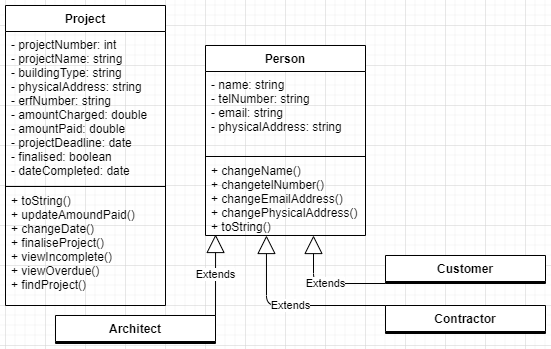 Project
- projectNumber: int
- projectName: string
- buildingType: string
- physicalAddress: string
- erfNumber: string
- amountCharged: double
- amountPaid: double
- projectDeadline: date
- finalised: boolean
- dateCompleted: date
+ toString()
+ updateAmoundPaid()
+ changeDate()
+ finaliseProject()
+ viewIncomplete()
+ viewOverdue()
+ findProject()
Person
- name: string
- telNumber: string
- email: string
- physicalAddress: string
+ changeName()
+ changetelNumber()
+ changeEmailAddress()
+ changePhysicalAddress()
+ toString()
Extends
Extends
Extends
Customer
Contractor
Architect